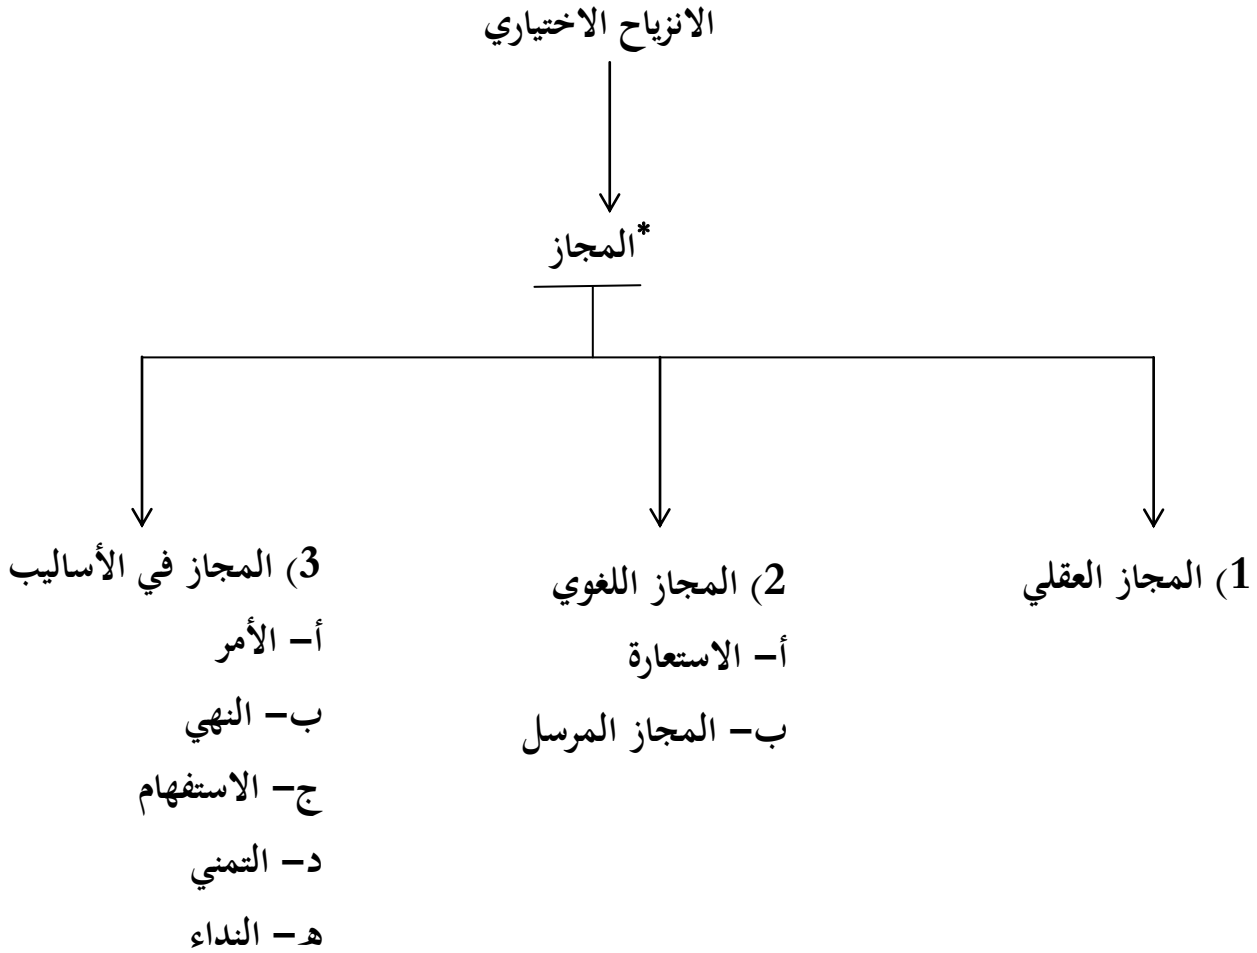 الانزياح الاختياري
*المجاز
1) المجاز العقلي
2) المجاز اللغوي
أ– الاستعارة
ب– المجاز المرسل
3) المجاز في الأساليب
أ– الأمر
ب– النهي
ج– الاستفهام
د– التمني
هـ– النداء